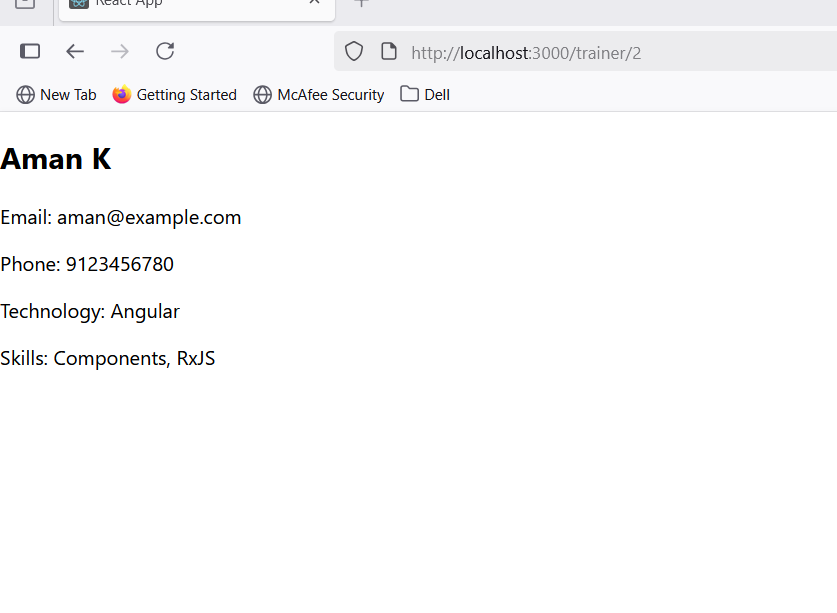 React App
http://localhost:3000/trainer/2
New Tab Getting Started McAfee Security Dell
Aman K
Email: aman@example.com
Phone: 9123456780
Technology: Angular
Skills: Components, RxJS